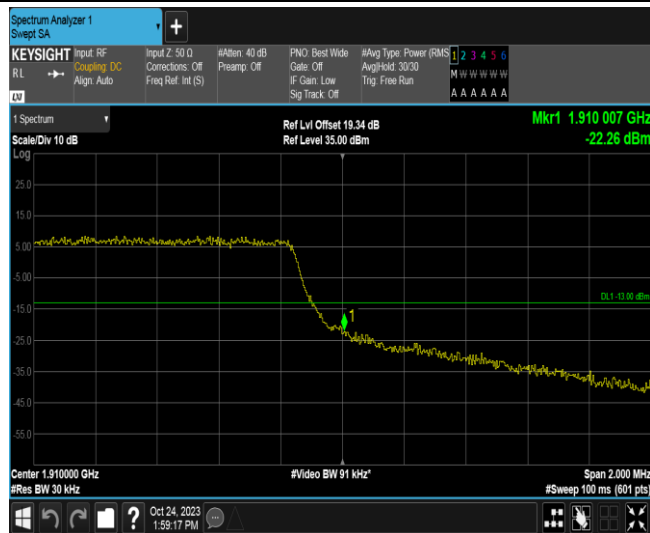 Spectrum Analyzer 1
Swept SA
+
KEYSIGHT
RL
Input: RF
Coupling: DC
Align: Auto
Input Z: 50 Ω
Corrections: Off
Freq Ref: Int (S)
#Atten: 40 dB
Preamp: Off
PNO: Best Wide
Gate: Off
IF Gain: Low
Sig Track: Off
#Avg Type: Power (RMS
Avg|Hold: 30/30
Trig: Free Run
1 2 3 4 5 6
M W W W W W
A A A A A A
LXI
1 Spectrum
Scale/Div 10 dB
Log
Ref Lvl Offset 19.34 dB
Ref Level 35.00 dBm
Mkr1 1.910 007 GHz
-22.26 dBm
25.0
15.0
5.00
-5.00
-15.0
-25.0
-35.0
-45.0
-55.0
DL1 -13.00 dBm
1
Center 1.910000 GHz
#Res BW 30 kHz
#Video BW 91 kHz*
Span 2.000 MHz
#Sweep 100 ms (601 pts)
?
Oct 24, 2023
1:59:17 PM